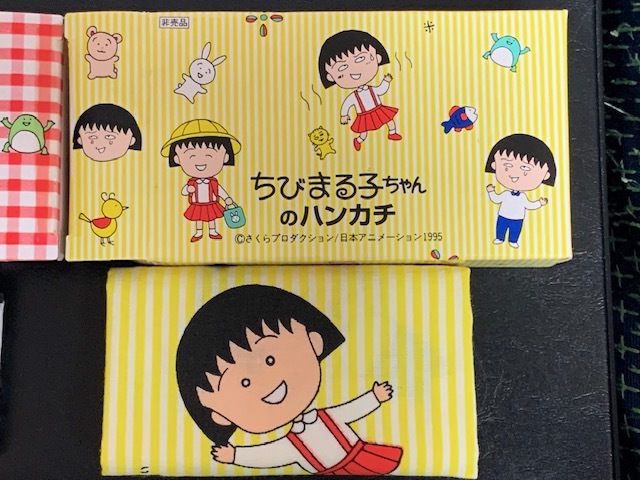 非売品
ちびまる子ちゃん
のハンカチ
©さくらプロダクション/日本アニメーション1995